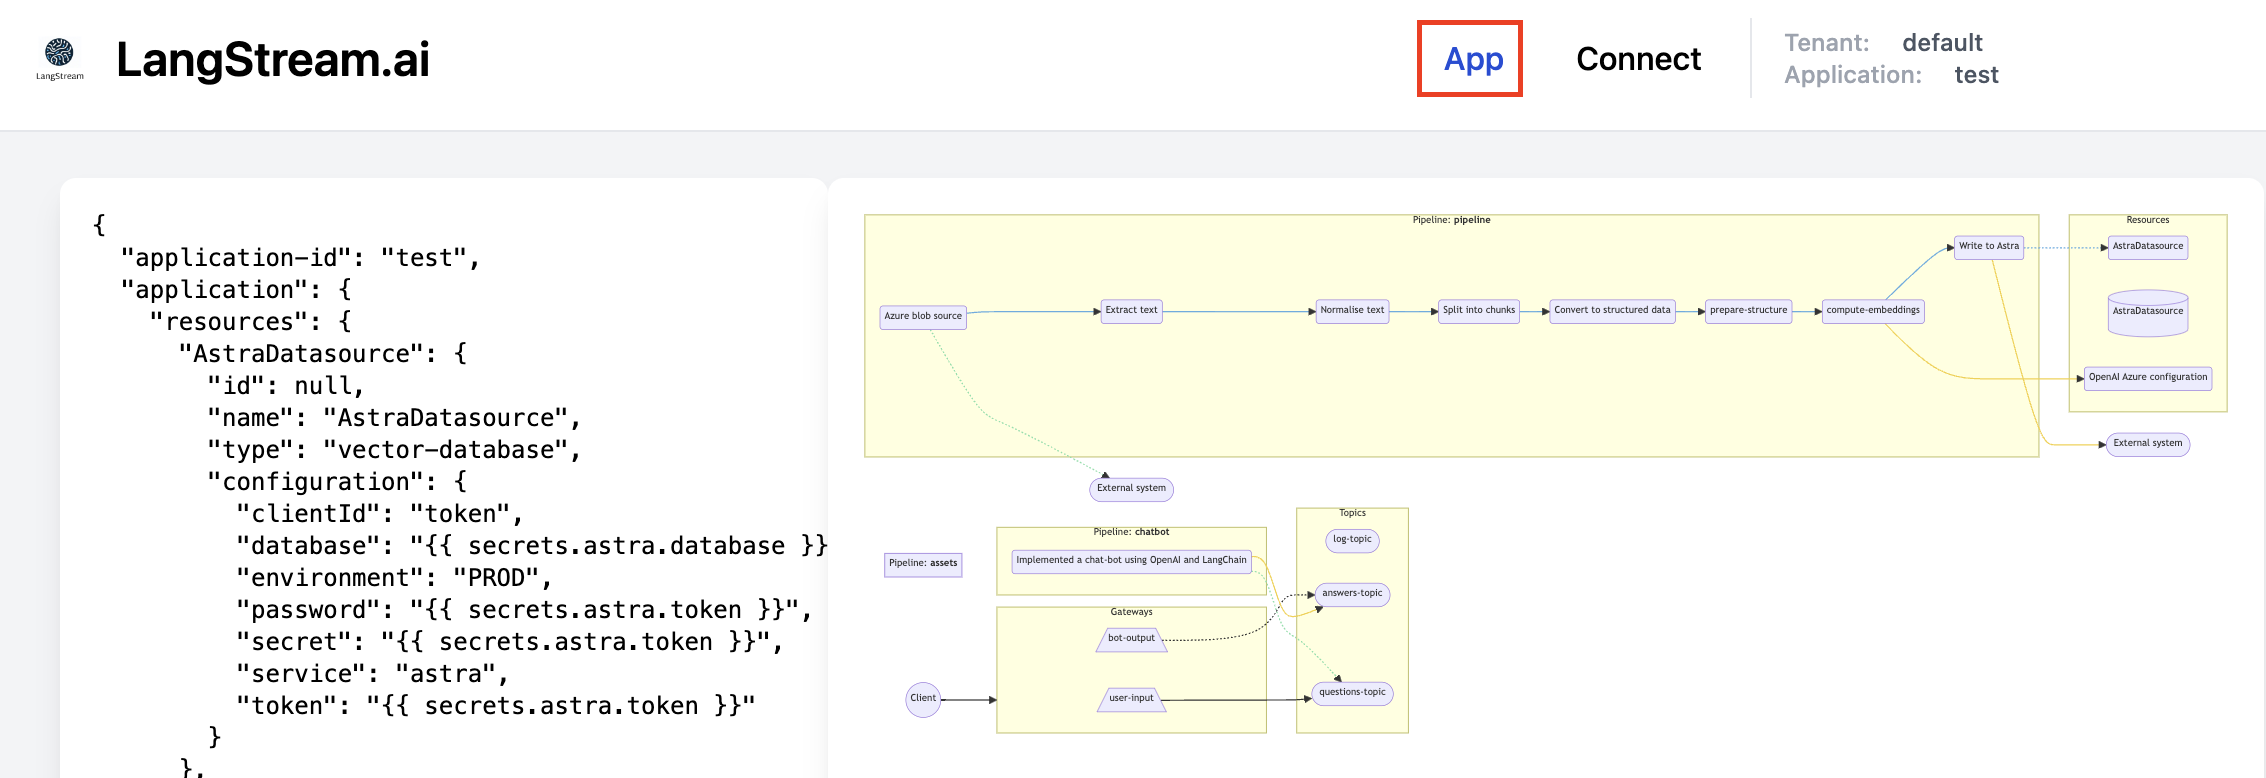 LangStream
LangStream.ai
App
Connect
Tenant: default
Application: test
{
"application-id": "test",
"application": {
"resources": {
"AstraDatasource": {
"id": null,
"name": "AstraDatasource",
"type": "vector-database",
"configuration": {
"clientId": "token",
"database": "{{ secrets.astra.database }}
"environment": "PROD",
"password": "{{ secrets.astra.token }}",
"secret": "{{ secrets.astra.token }}",
"service": "astra",
"token": "{{ secrets.astra.token }}"
}
},
Pipeline: pipeline
Azure blob source
Extract text
Normalise text
Split into chunks
Convert to structured data
prepare-structure
compute-embeddings
Write to Astra
Resources
AstraDatasource
AstraDatasource
OpenAI Azure configuration
External system
External system
Pipeline: assets
Pipeline: chatbot
Implemented a chat-bot using OpenAI and LangChain
Gateways
bot-output
user-input
Client
Topics
log-topic
answers-topic
questions-topic